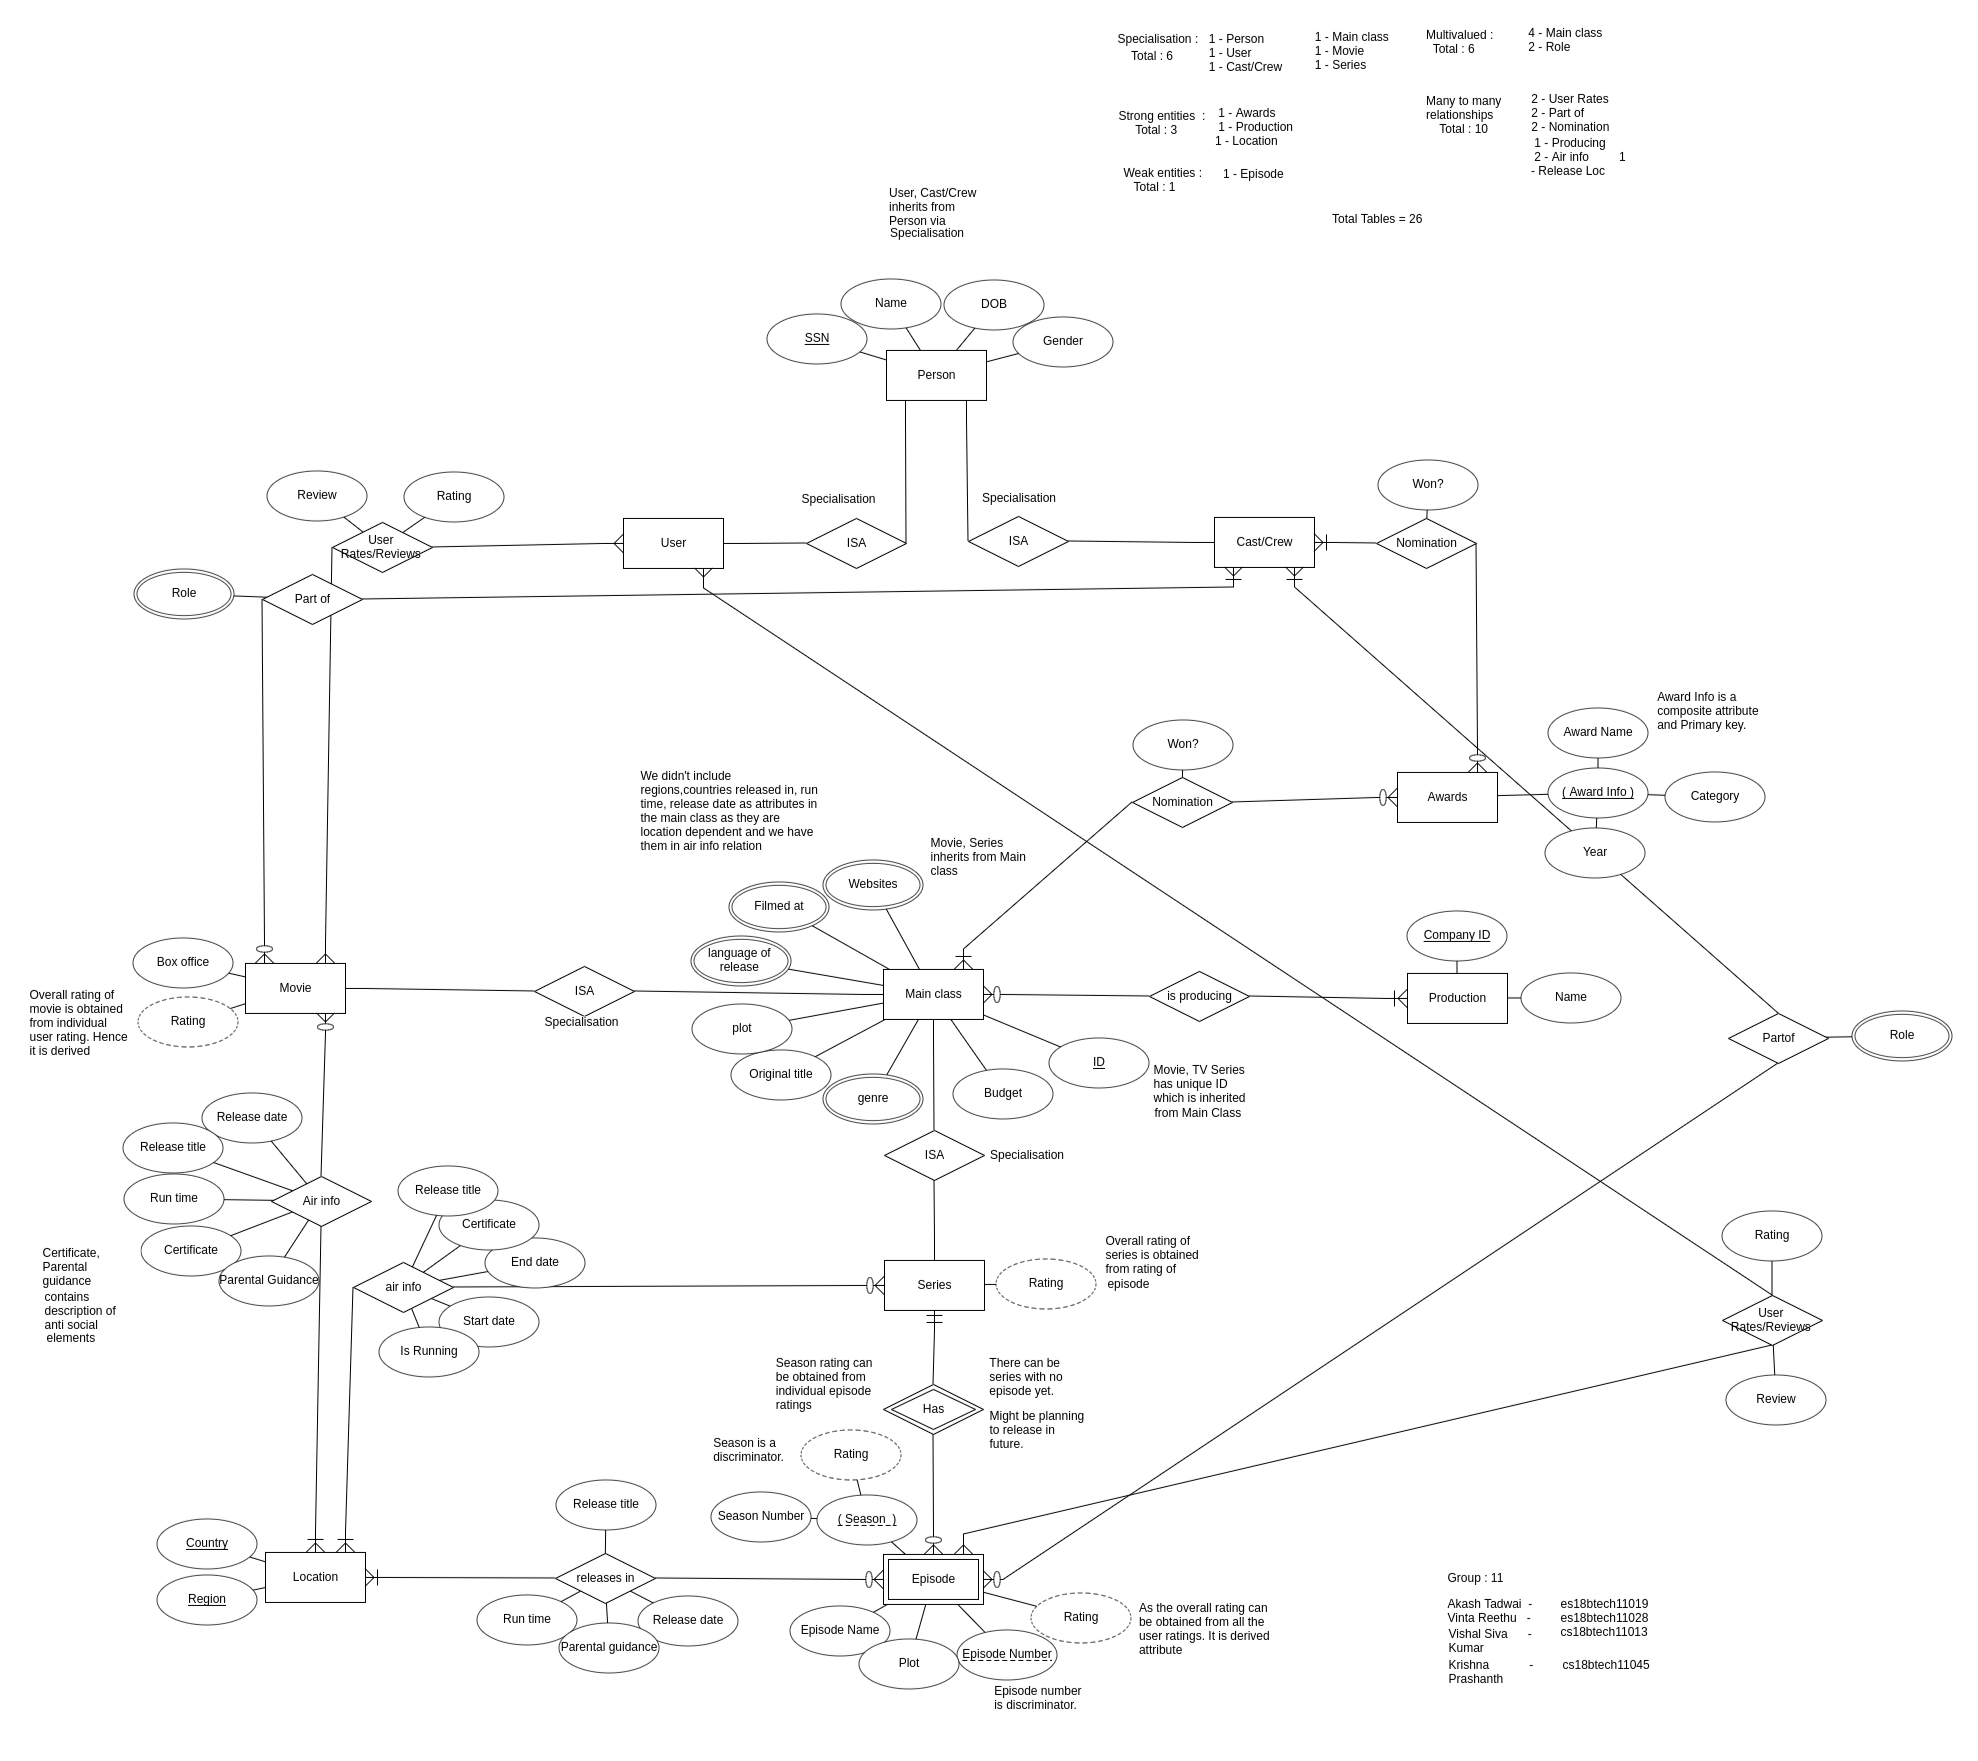 Specialisation :
Total : 6
1 - Person
1 - User
1 - Cast/Crew
1 - Main class
1 - Movie
1 - Series
Multivalued :
Total : 6
4 - Main class
2 - Role
Strong entities  :
Total : 3
1 - Awards
1 - Production
1 - Location
Many to many
relationships
Total : 10
2 - User Rates
2 - Part of
2 - Nomination
1 - Producing
2 - Air info 1
- Release Loc
Weak entities :
Total : 1
1 - Episode
Total Tables = 26
User, Cast/Crew
inherits from
Person via
Specialisation
SSN
Name
DOB
Gender
Person
Review
Rating
User
Rates/Reviews
User
Specialisation
ISA
Specialisation
ISA
Cast/Crew
Won?
Nomination
Role
Part of
Award Info is a
composite attribute
and Primary key.
Award Name
( Award Info )
Category
Year
Awards
Won?
Nomination
We didn't include
regions,countries released in, run
time, release date as attributes in
the main class as they are
location dependent and we have
them in air info relation
Movie, Series
inherits from Main
class
Websites
Filmed at
language of
release
Main class
plot
Original title
genre
Budget
ID
Movie, TV Series
has unique ID
which is inherited
from Main Class
is producing
Company ID
Production
Name
Partof
Role
Box office
Movie
Rating
Overall rating of
movie is obtained
from individual
user rating. Hence
it is derived
ISA
Specialisation
ISA
Specialisation
Release date
Release title
Run time
Certificate
Parental Guidance
Air info
Certificate,
Parental
guidance
contains
description of
anti social
elements
Release title
Certificate
End date
air info
Start date
Is Running
Series
Rating
Overall rating of
series is obtained
from rating of
episode
Rating
User
Rates/Reviews
Review
Season rating can
be obtained from
individual episode
ratings
Has
There can be
series with no
episode yet.
Might be planning
to release in
future.
Season is a
discriminator.
Rating
Season Number
( Season  )
Release title
Country
Region
Location
releases in
Run time
Parental guidance
Release date
Episode
Episode Name
Plot
Episode Number
Rating
As the overall rating can
be obtained from all the
user ratings. It is derived
attribute
Episode number
is discriminator.
Group : 11
Akash Tadwai  - es18btech11019
Vinta Reethu   - es18btech11028
Vishal Siva - cs18btech11013
Kumar
Krishna - cs18btech11045
Prashanth